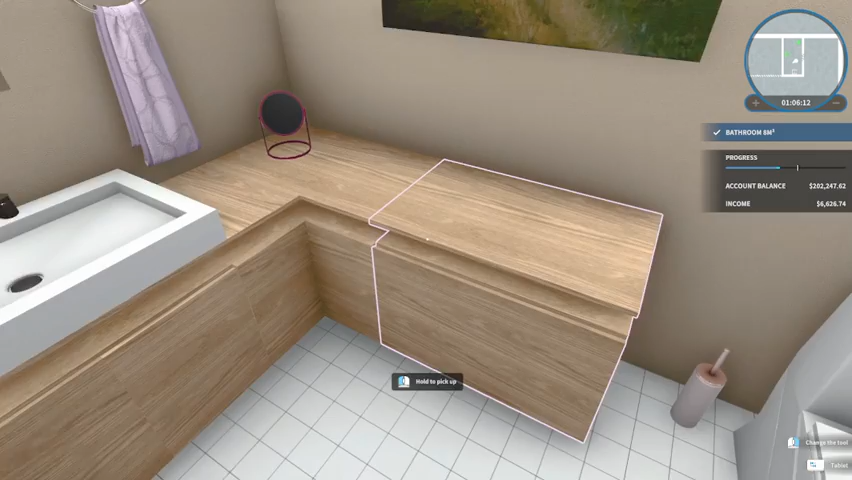 01:06:12
BATHROOM 8M²
PROGRESS
ACCOUNT BALANCE $202,247.62
INCOME $6,626.74
Hold to pick up
Change the tool
Tablet